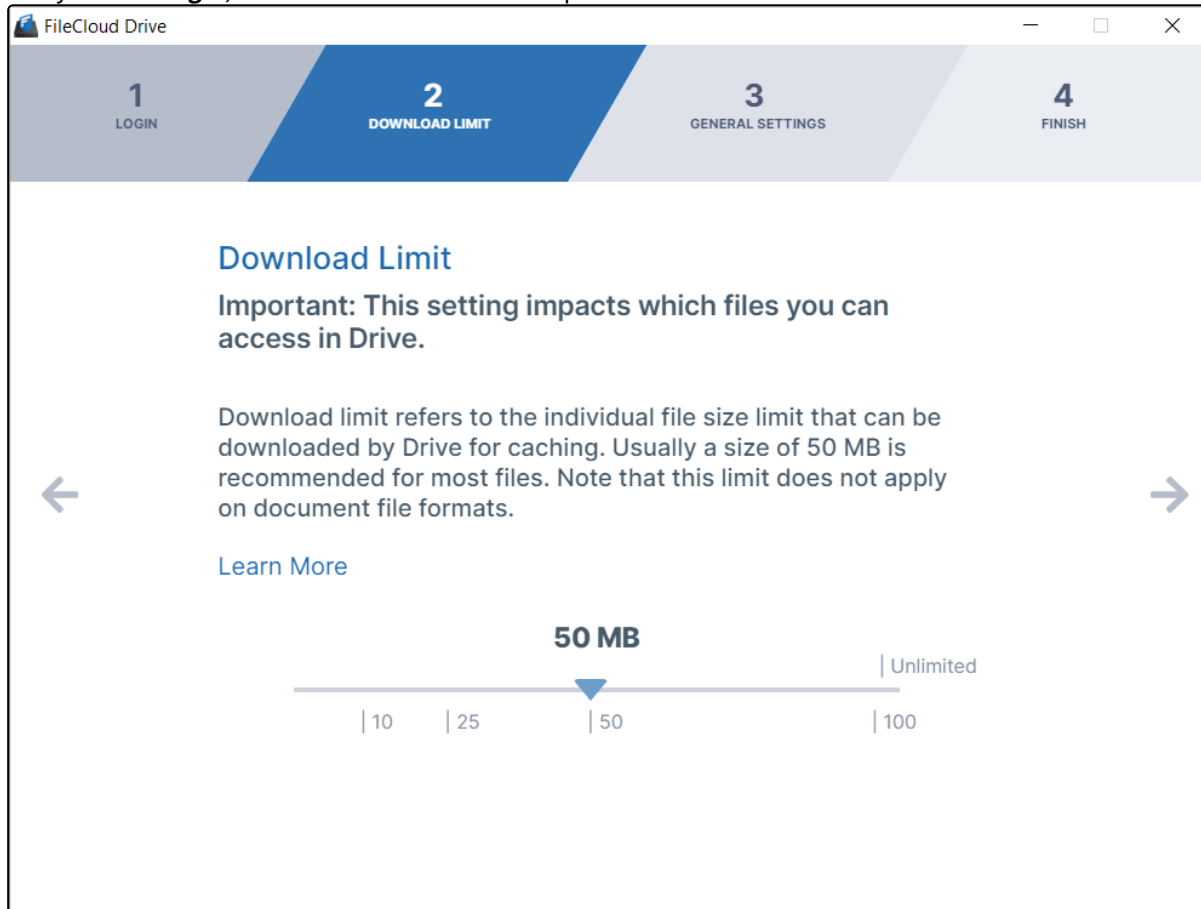 FileCloud Drive
1
LOGIN
2
DOWNLOAD LIMIT
3
GENERAL SETTINGS
4
FINISH
Download Limit
Important: This setting impacts which files you can
access in Drive.
Download limit refers to the individual file size limit that can be
downloaded by Drive for caching. Usually a size of 50 MB is
recommended for most files. Note that this limit does not apply
on document file formats.
Learn More
50 MB
| Unlimited
| 10 | 25 | 50 | 100